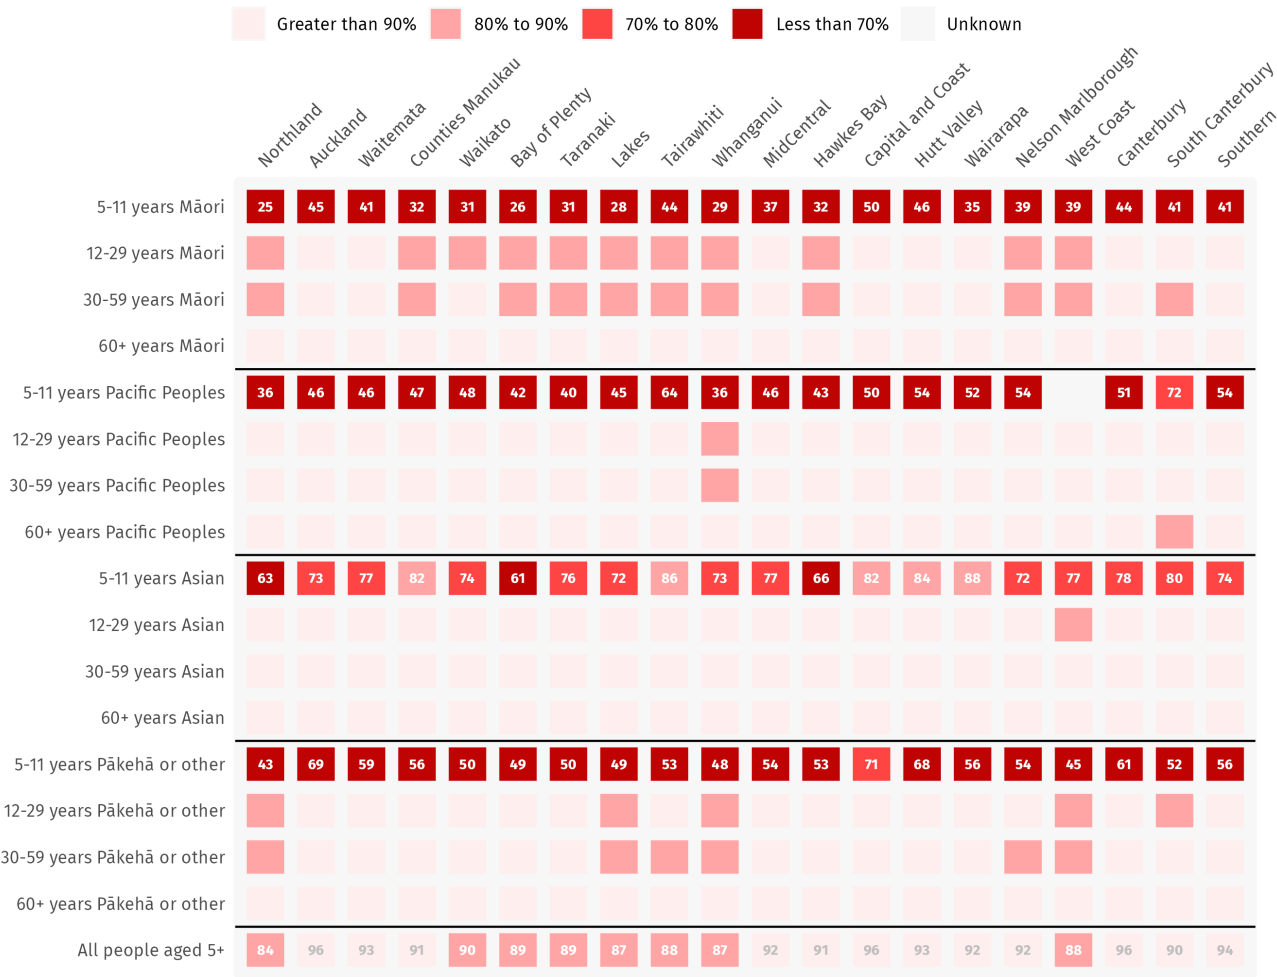 Greater than 90% 80% to 90% 70% to 80% Less than 70% Unknown
Northland Auckland Waitemata Counties Manukau Waikato Bay of Plenty Taranaki Lakes Tairawhiti Whanganui MidCentral Hawkes Bay Capital and Coast Hutt Valley Wairarapa Nelson Marlborough West Coast Canterbury South Canterbury Southern
5-11 years Māori 25 45 41 32 31 26 31 28 44 29 37 32 50 46 35 39 39 44 41 41
12-29 years Māori
30-59 years Māori
60+ years Māori
5-11 years Pacific Peoples 36 46 46 47 48 42 40 45 64 36 46 43 50 54 52 54 51 72 54
12-29 years Pacific Peoples
30-59 years Pacific Peoples
60+ years Pacific Peoples
5-11 years Asian 63 73 77 82 74 61 76 72 86 73 77 66 82 84 88 72 77 78 80 74
12-29 years Asian
30-59 years Asian
60+ years Asian
5-11 years Pākehā or other 43 69 59 56 50 49 50 49 53 48 54 53 71 68 56 54 45 61 52 56
12-29 years Pākehā or other
30-59 years Pākehā or other
60+ years Pākehā or other
All people aged 5+ 84 96 93 91 90 89 89 87 88 87 92 91 96 93 92 92 88 96 90 94